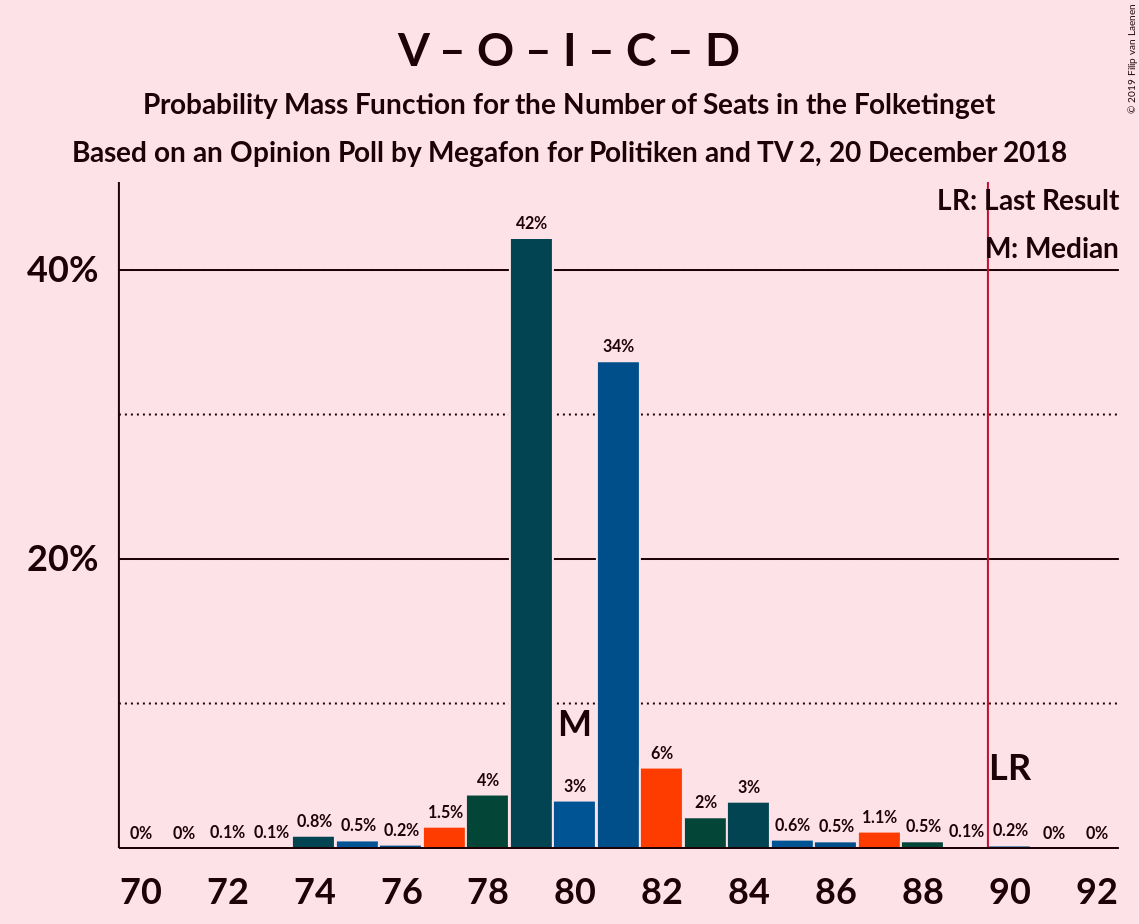 V – O – I – C – D
Probability Mass Function for the Number of Seats in the Folketinget
Based on an Opinion Poll by Megafon for Politiken and TV 2, 20 December 2018
© 2019 Filip van Laenen
LR: Last Result
M: Median
40%
20%
0%
0%
0.1%
0.1%
0.8%
0.5%
0.2%
1.5%
4%
42%
3%
34%
6%
2%
3%
0.6%
0.5%
1.1%
0.5%
0.1%
0.2%
0%
0%
M
LR
70 72 74 76 78 80 82 84 86 88 90 92